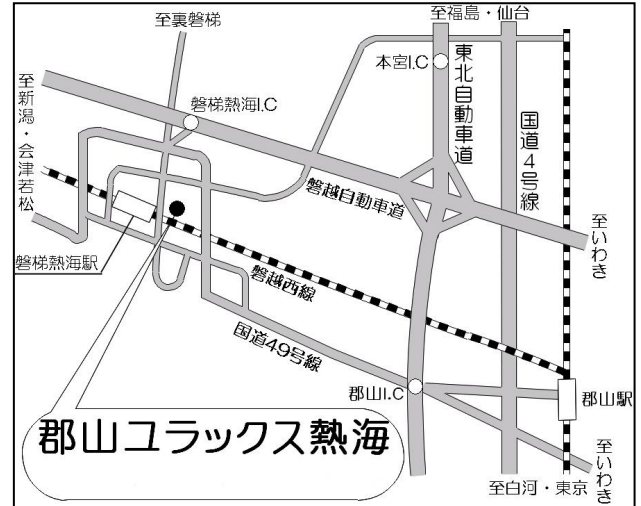 至裏磐梯
至福島・仙台
本宮I.C
東北自動車道
国道4号線
至新潟・会津若松
磐梯熱海I.C
磐越自動車道
至いわき
磐梯熱海駅
磐越西線
国道49号線
郡山I.C
郡山駅
郡山ユラックス熱海
至白河・東京
至いわき